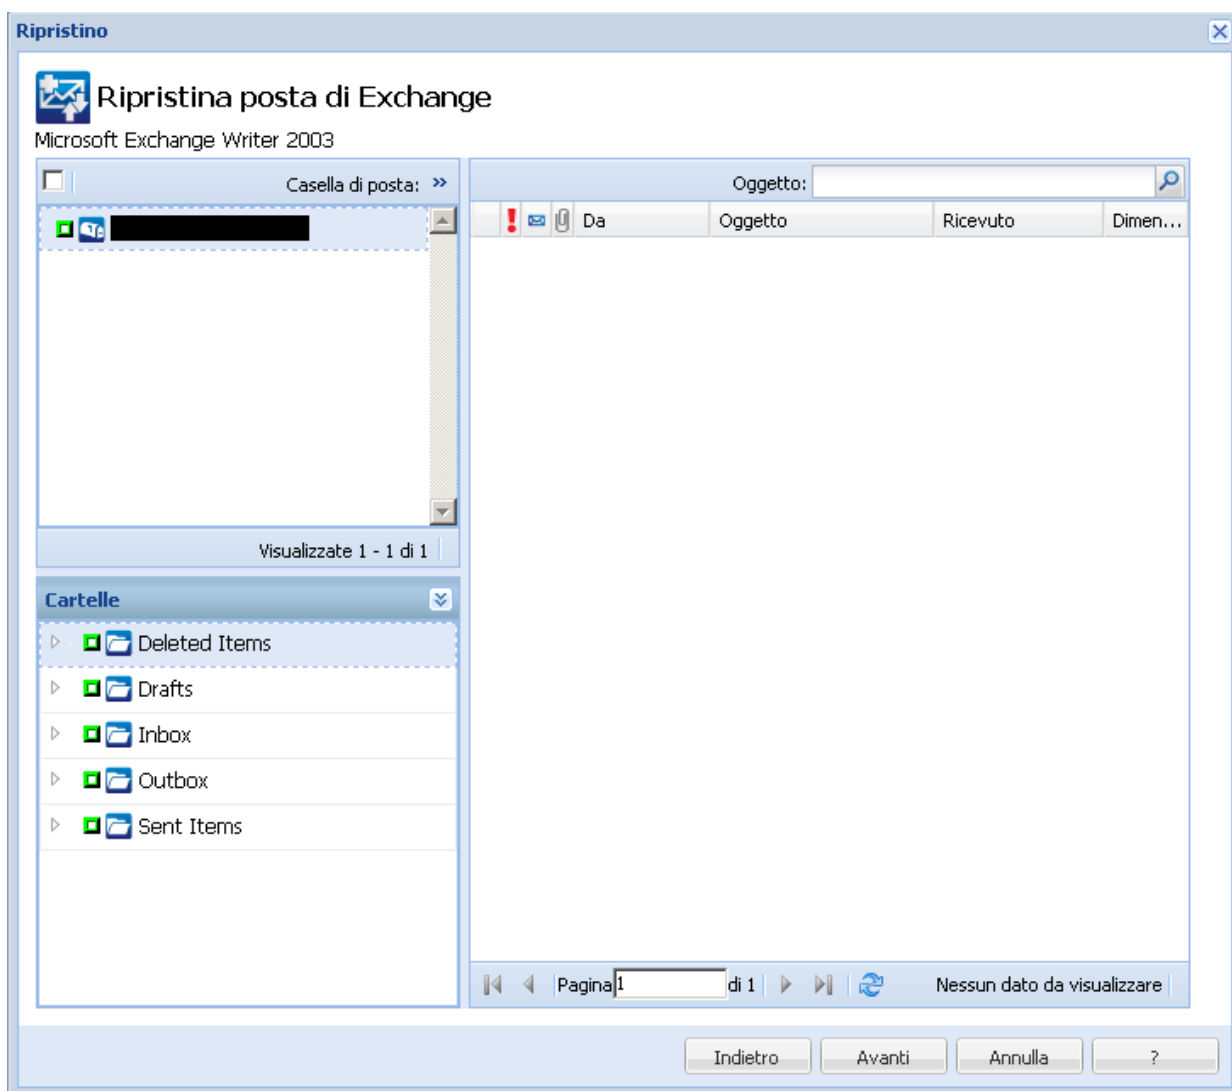 Ripristino
Ripristina posta di Exchange
Microsoft Exchange Writer 2003
Casella di posta: »
Oggetto:
Da Oggetto Ricevuto Dimen...
Visualizzate 1 - 1 di 1
Cartelle
Deleted Items
Drafts
Inbox
Outbox
Sent Items
Pagina 1 di 1 Nessun dato da visualizzare
Indietro Avanti Annulla ?